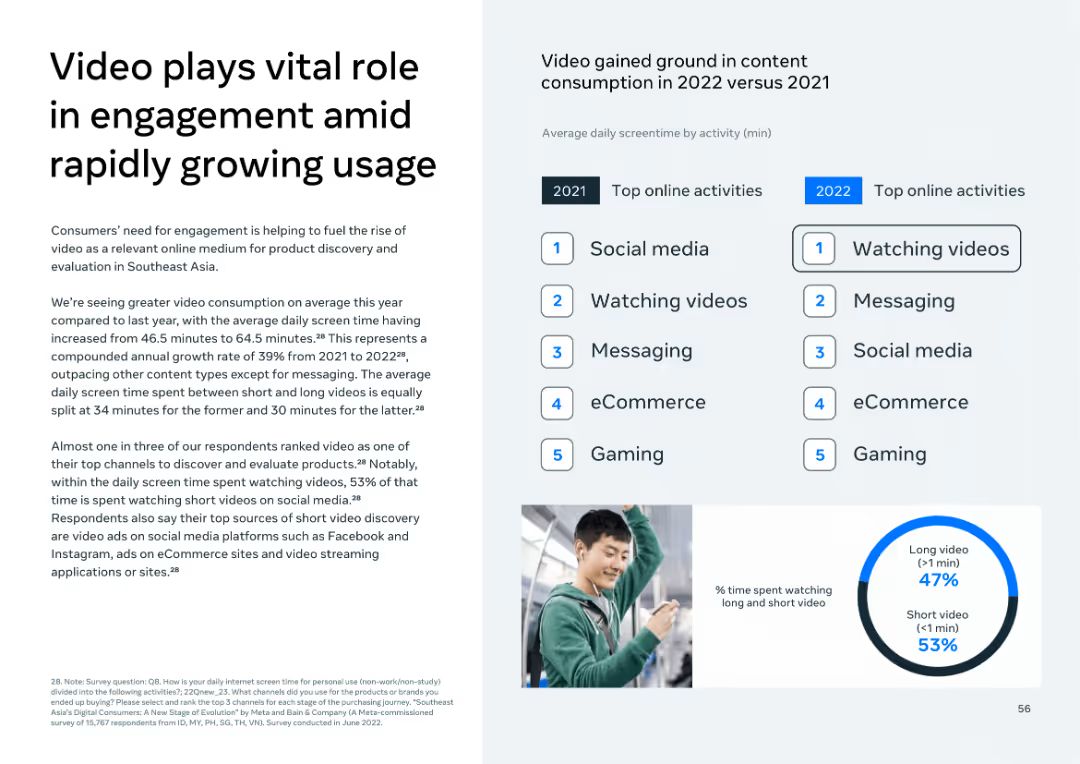 Video plays vital role
in engagement amid
rapidly growing usage
Consumers’ need for engagement is helping to fuel the rise of
video as a relevant online medium for product discovery and
evaluation in Southeast Asia.
We’re seeing greater video consumption on average this year
compared to last year, with the average daily screen time having
increased from 46.5 minutes to 64.5 minutes.²⁸ This represents a
compounded annual growth rate of 39% from 2021 to 2022²⁸,
outpacing other content types except for messaging. The average
daily screen time spent between short and long videos is equally
split at 34 minutes for the former and 30 minutes for the latter.²⁸
Almost one in three of our respondents ranked video as one of
their top channels to discover and evaluate products.²⁸ Notably,
within the daily screen time spent watching videos, 53% of that
time is spent watching short videos on social media.²⁸
Respondents also say their top sources of short video discovery
are video ads on social media platforms such as Facebook and
Instagram, ads on eCommerce sites and video streaming
applications or sites.²⁸
28. Note: Survey question: Q8. How is your daily internet screen time for personal use (non-work/non-study)
divided into the following activities?; 22Qnew_23. What channels did you use for the products or brands you
ended up buying? Please select and rank the top 3 channels for each stage of the purchasing journey. “Southeast
Asia’s Digital Consumers: A New Stage of Evolution” by Meta and Bain & Company (A Meta-commissioned
survey of 15,767 respondents from ID, MY, PH, SG, TH, VN). Survey conducted in June 2022.
Video gained ground in content
consumption in 2022 versus 2021
Average daily screentime by activity (min)
2021 Top online activities
1 Social media
2 Watching videos
3 Messaging
4 eCommerce
5 Gaming
2022 Top online activities
1 Watching videos
2 Messaging
3 Social media
4 eCommerce
5 Gaming
% time spent watching
long and short video
Long video
(>1 min)
47%
Short video
(<1 min)
53%
56